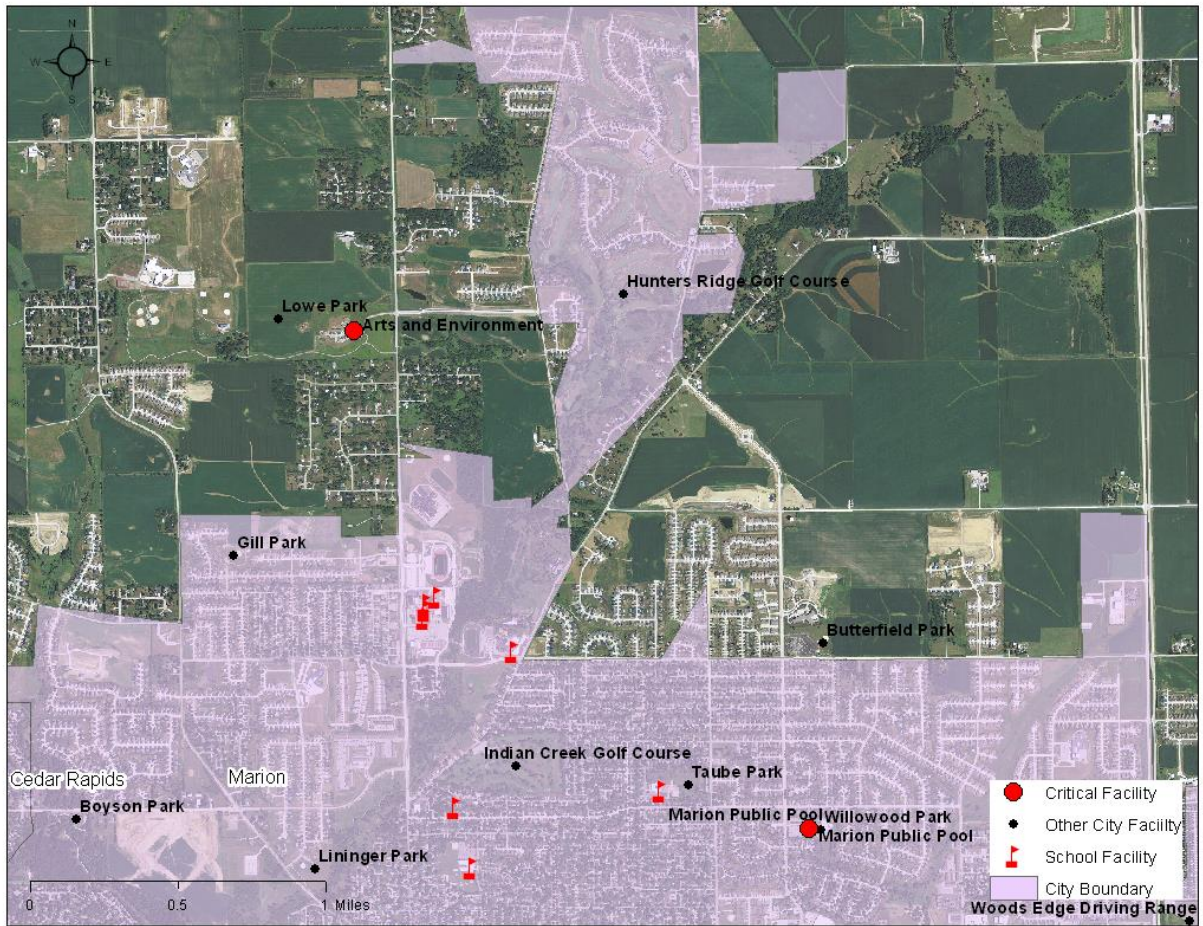 N
W E
S
Hunters Ridge Golf Course
Lowe Park
Arts and Environment
Gill Park
Butterfield Park
Indian Creek Golf Course
Taube Park
Cedar Rapids
Marion
Boyson Park
Marion Public Pool
Willowood Park
Marion Public Pool
Lininger Park
Critical Facility
Other City Faciilty
School Facility
City Boundary
0 0.5 1 Miles
Woods Edge Driving Range